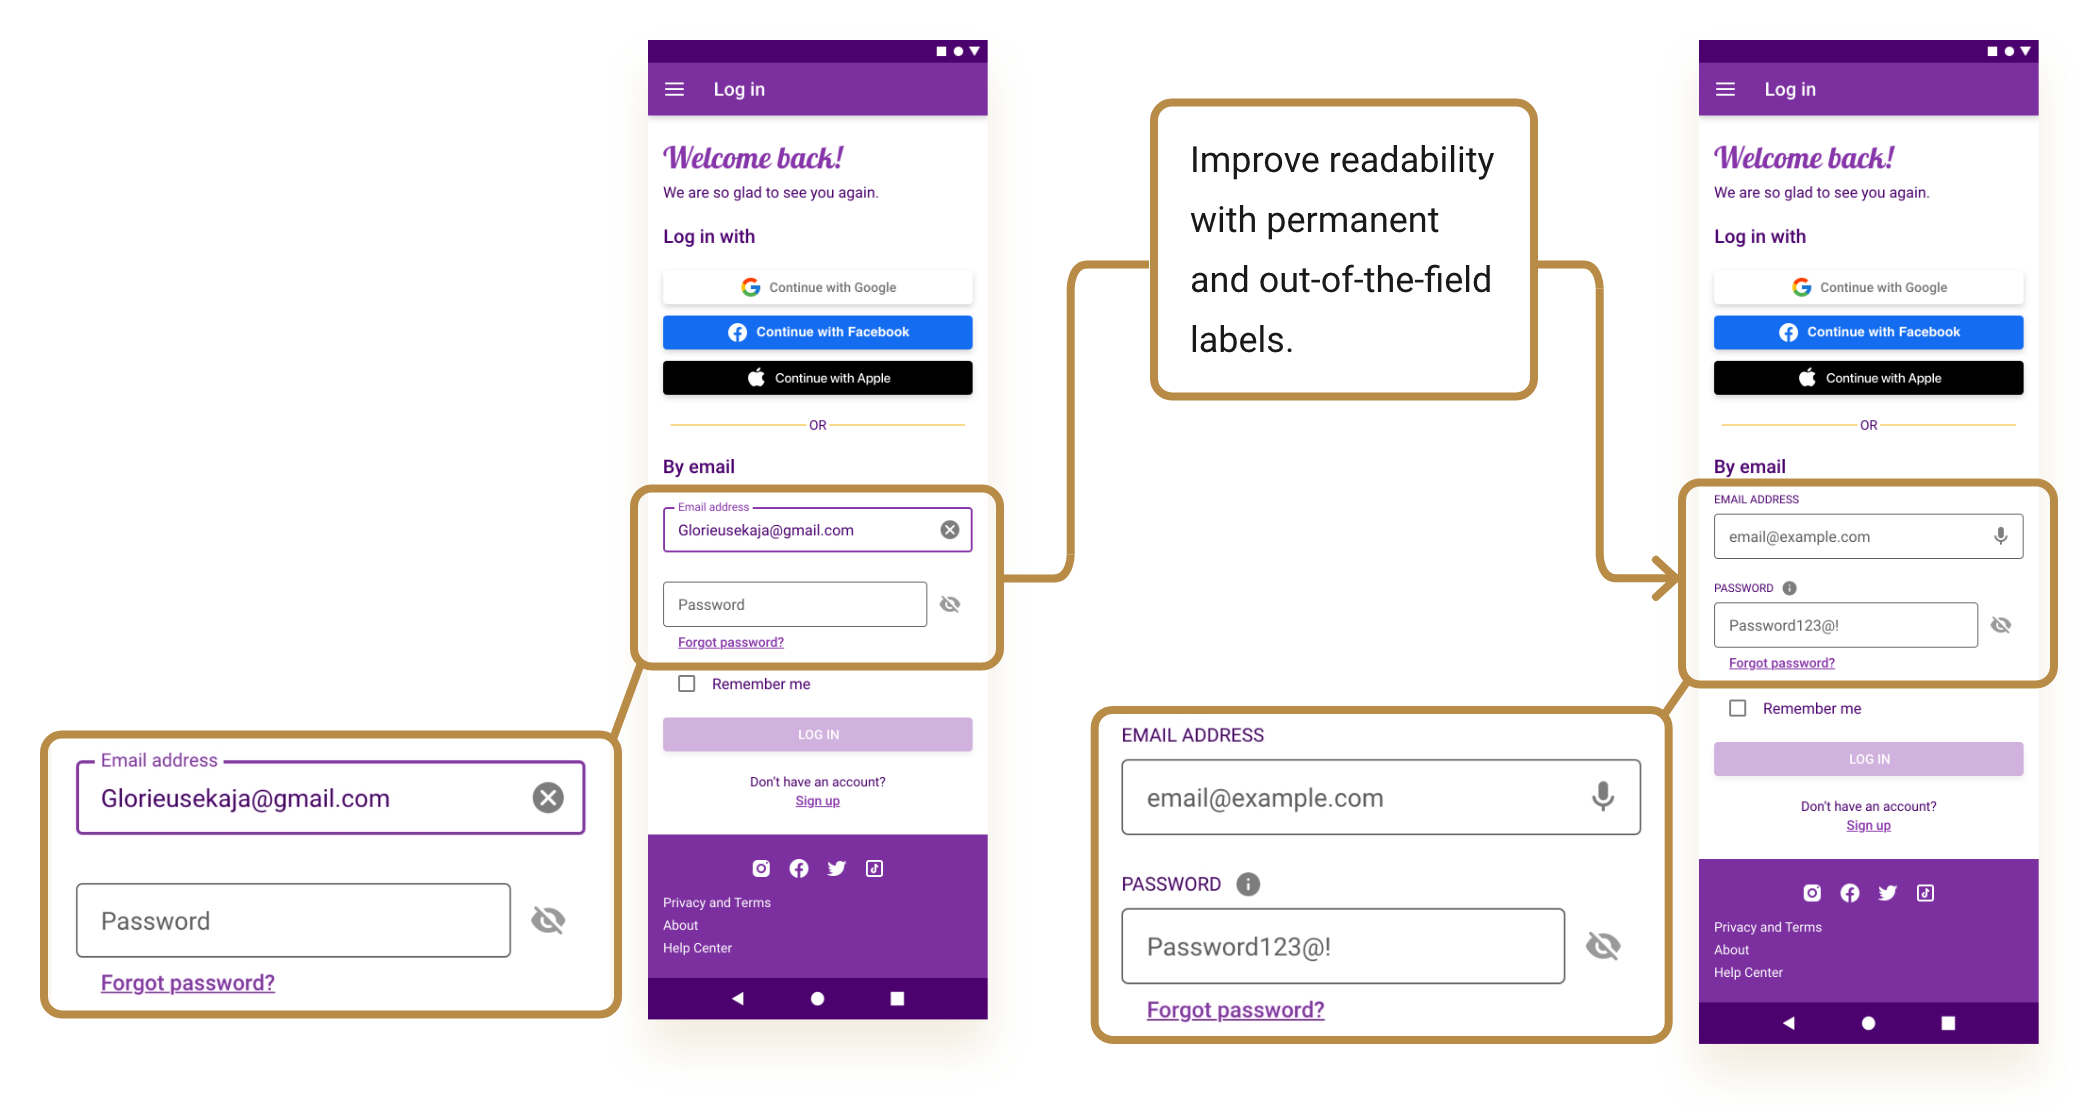 Log in
Welcome back!
We are so glad to see you again.
Log in with
Continue with Google
Continue with Facebook
Continue with Apple
OR
By email
Email address
Glorieusekaja@gmail.com
Password
Forgot password?
Remember me
LOG IN
Don't have an account?
Sign up
Privacy and Terms
About
Help Center
Email address
Glorieusekaja@gmail.com
Password
Forgot password?
Improve readability
with permanent
and out-of-the-field
labels.
Log in
Welcome back!
We are so glad to see you again.
Log in with
Continue with Google
Continue with Facebook
Continue with Apple
OR
By email
EMAIL ADDRESS
email@example.com
PASSWORD
Password123@!
Forgot password?
Remember me
LOG IN
Don't have an account?
Sign up
Privacy and Terms
About
Help Center
EMAIL ADDRESS
email@example.com
PASSWORD
Password123@!
Forgot password?